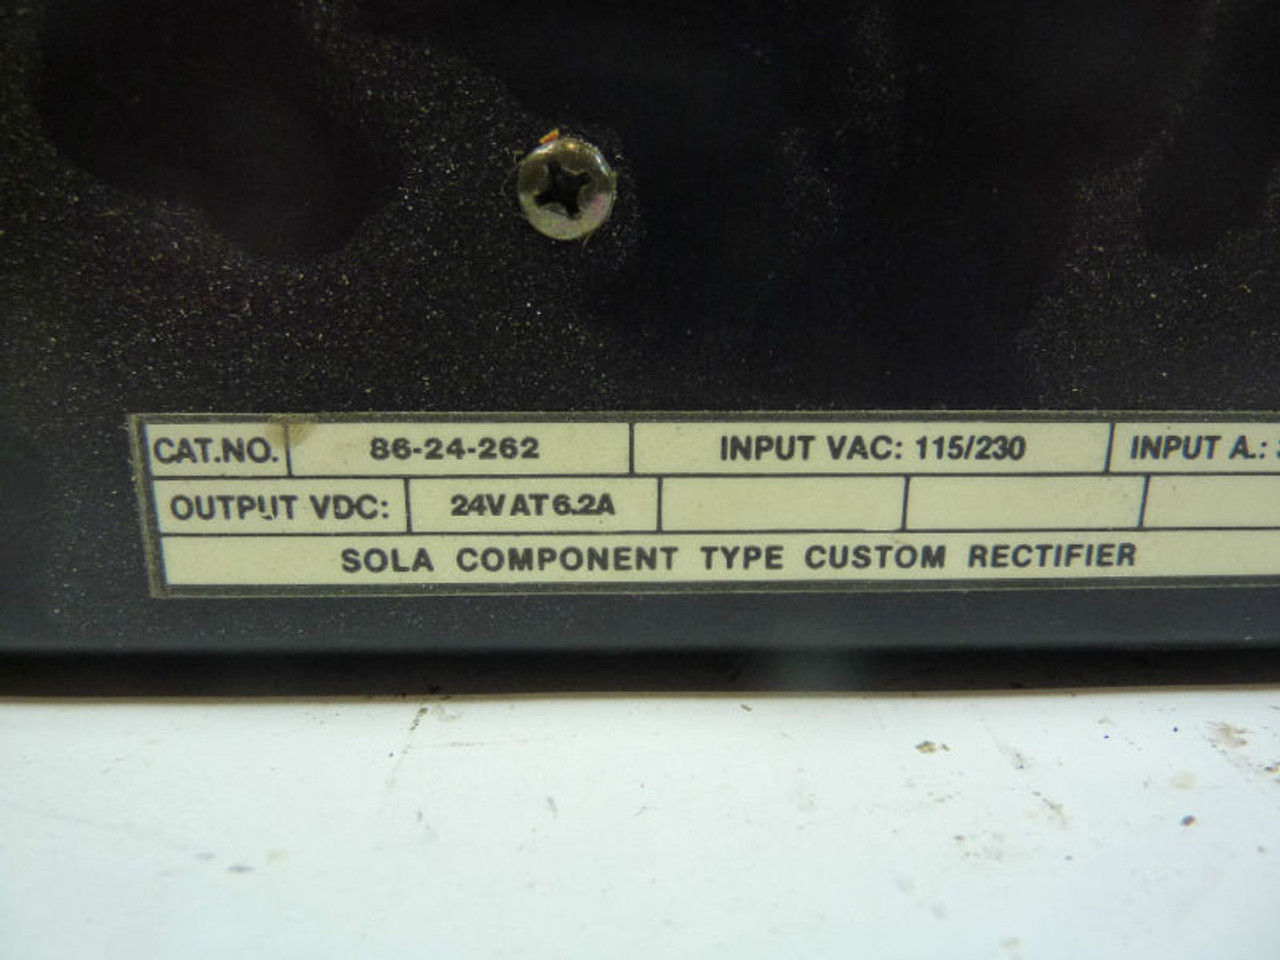 CAT.NO. 86-24-262 INPUT VAC: 115/230 INPUT A.:
OUTPUT VDC: 24V AT 6.2A
SOLA COMPONENT TYPE CUSTOM RECTIFIER